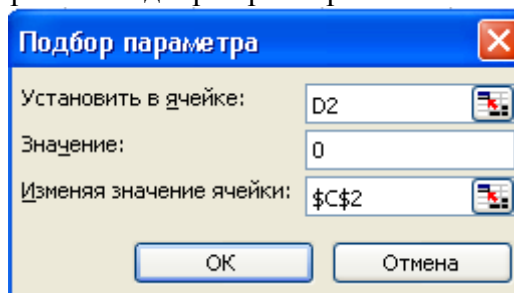 Подбор параметра
Установить в ячейке: D2
Значение: 0
Изменяя значение ячейки: $C$2
ОК Отмена